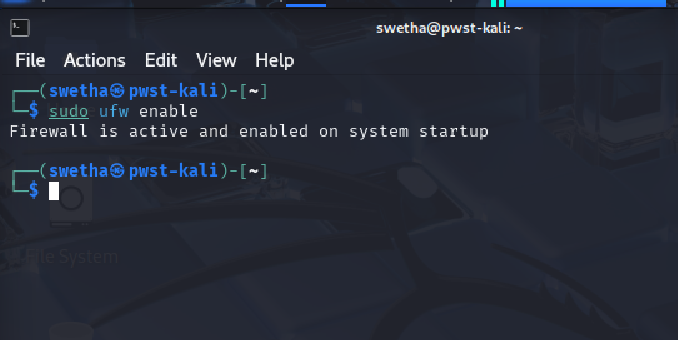 swetha@pwst-kali: ~
File Actions Edit View Help
┌──(swetha㉿pwst-kali)-[~]
└─$ sudo ufw enable
Firewall is active and enabled on system startup
┌──(swetha㉿pwst-kali)-[~]
└─$
File System